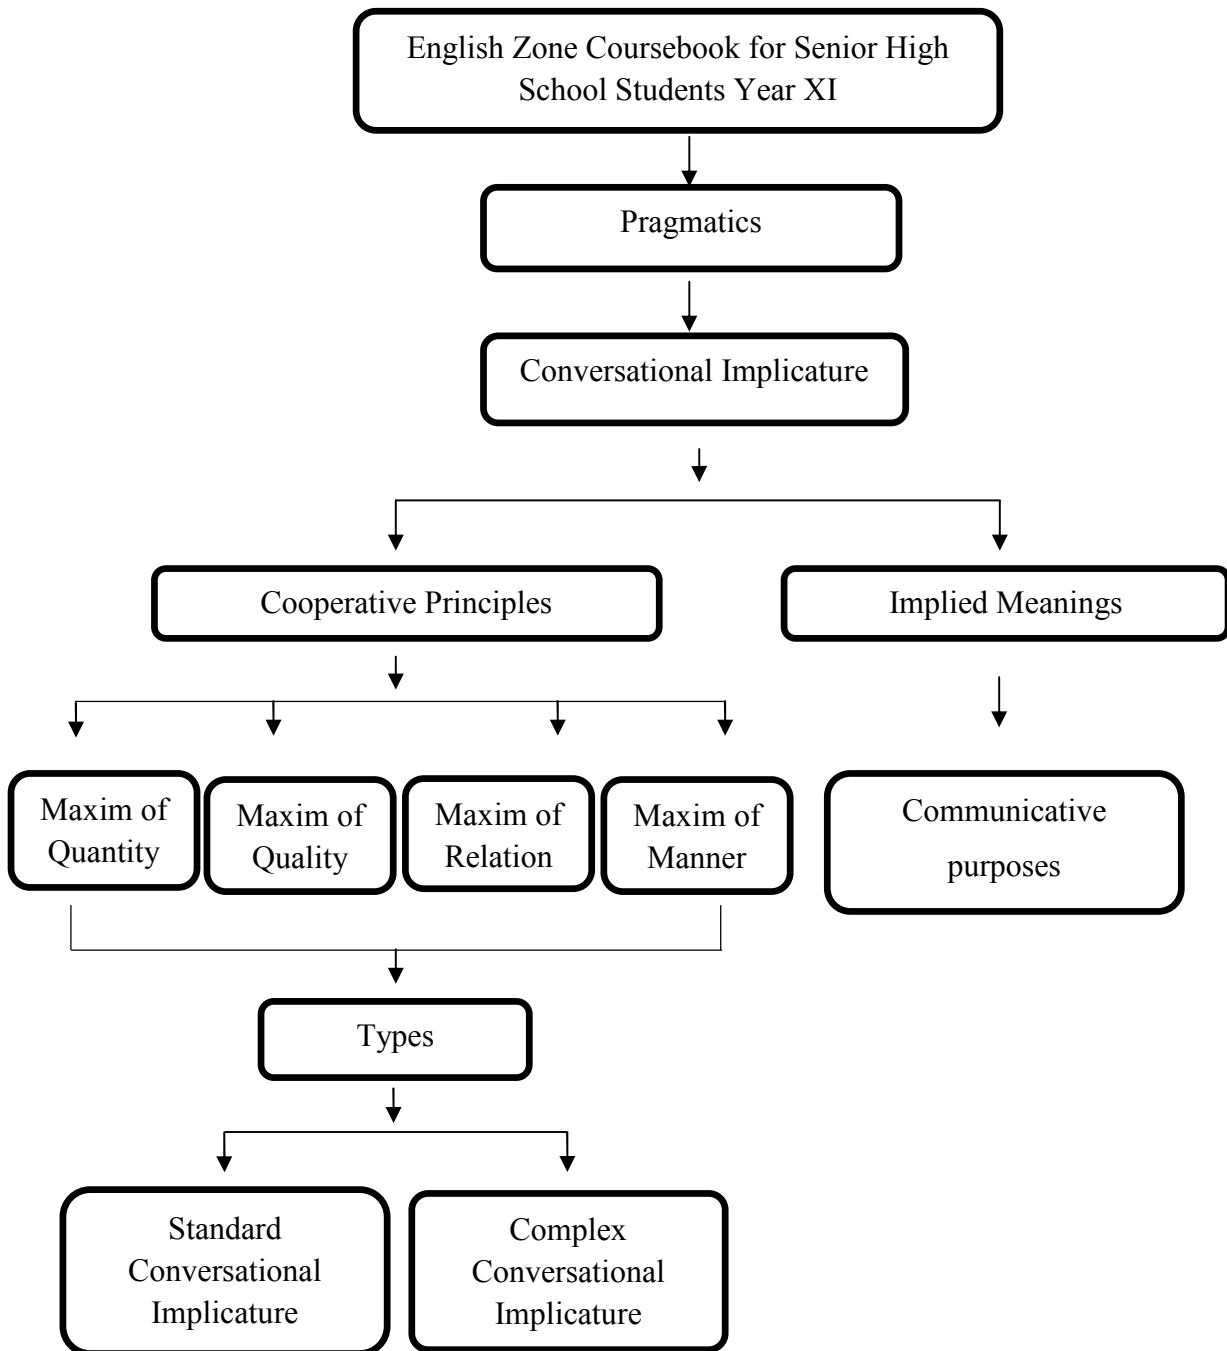 English Zone Coursebook for Senior High
School Students Year XI
Pragmatics
Conversational Implicature
Cooperative Principles
Implied Meanings
Maxim of
Quantity
Maxim of
Quality
Maxim of
Relation
Maxim of
Manner
Communicative
purposes
Types
Standard
Conversational
Implicature
Complex
Conversational
Implicature